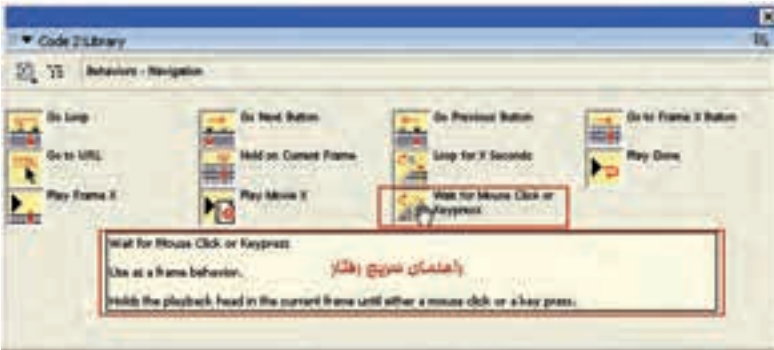 Code 2:Library
Behaviors - Navigation
Go Loop
Go Next Button
Go Previous Button
Go to Frame X Button
Go to URL
Hold on Current Frame
Loop for X Seconds
Play Done
Play Frame X
Play Movie X
Wait for Mouse Click or
Keypress
Wait for Mouse Click or Keypress
Use as a frame behavior.
راهنمای سریع رفتار
Holds the playback head in the current frame until either a mouse click or a key press.